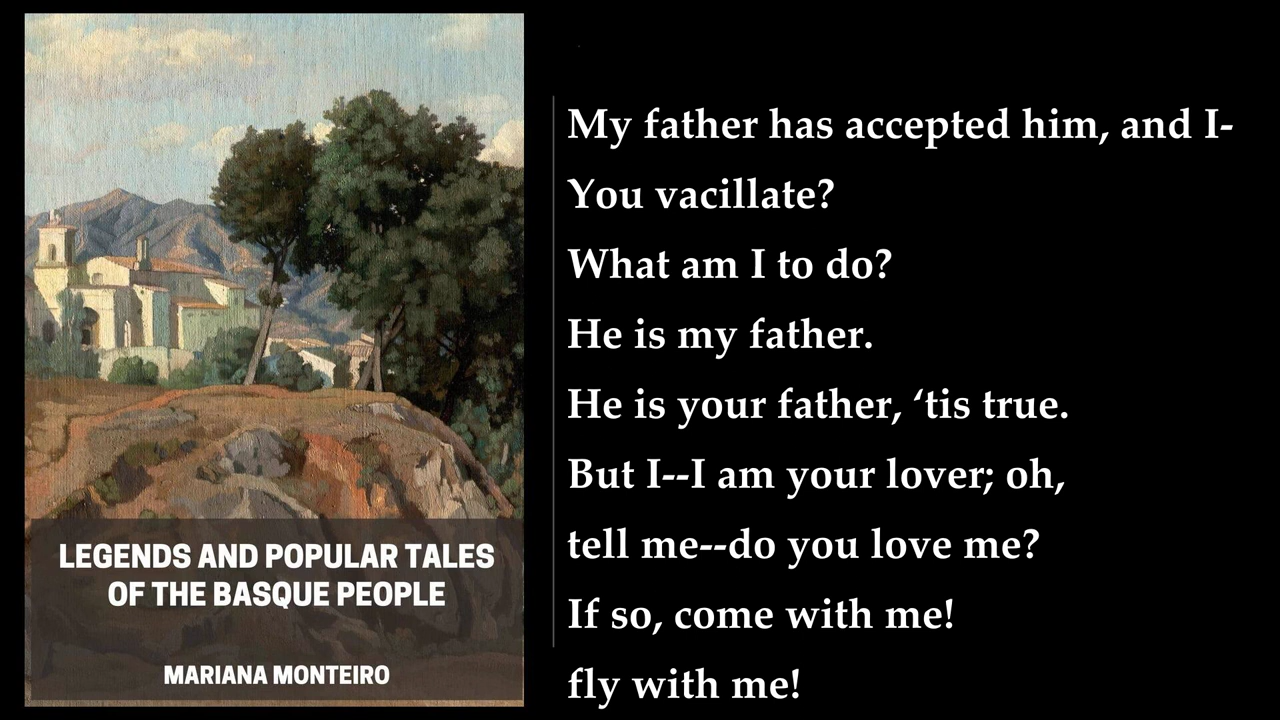 LEGENDS AND POPULAR TALES
OF THE BASQUE PEOPLE
MARIANA MONTEIRO
My father has accepted him, and I-
You vacillate?
What am I to do?
He is my father.
He is your father, ‘tis true.
But I--I am your lover; oh,
tell me--do you love me?
If so, come with me!
fly with me!